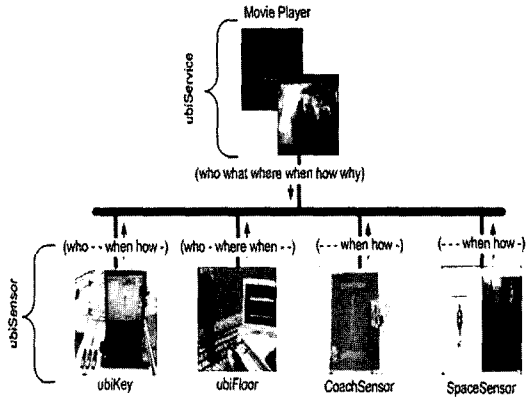 Movie Player
ubiService
(who what where when how why)
(who - - when how -) (who - where when - -) (- - - when how -) (- - - when how -)
ubiSensor
ubiKey ubiFloor CoachSensor SpaceSensor